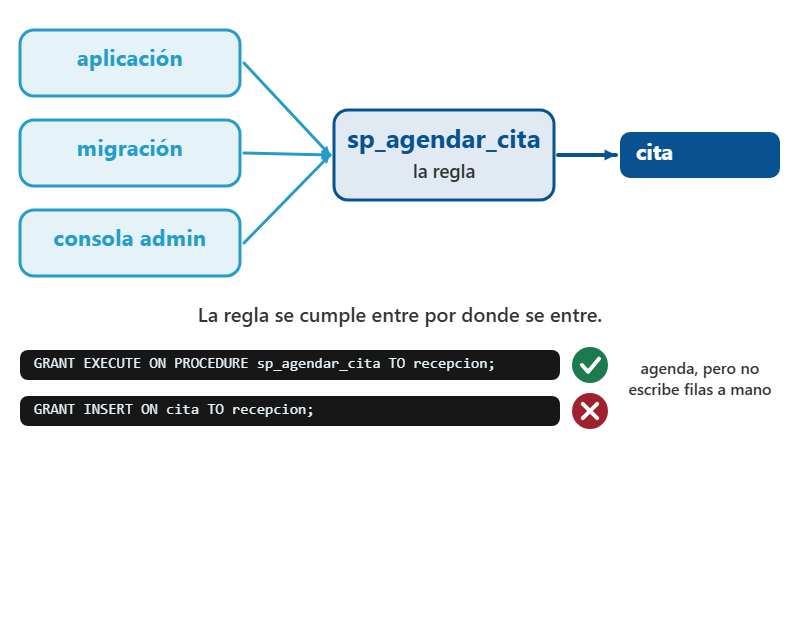 aplicación
migración
consola admin
sp_agendar_cita
la regla
cita
La regla se cumple entre por donde se entre.
GRANT EXECUTE ON PROCEDURE sp_agendar_cita TO recepcion;
GRANT INSERT ON cita TO recepcion;
agenda, pero no
escribe filas a mano